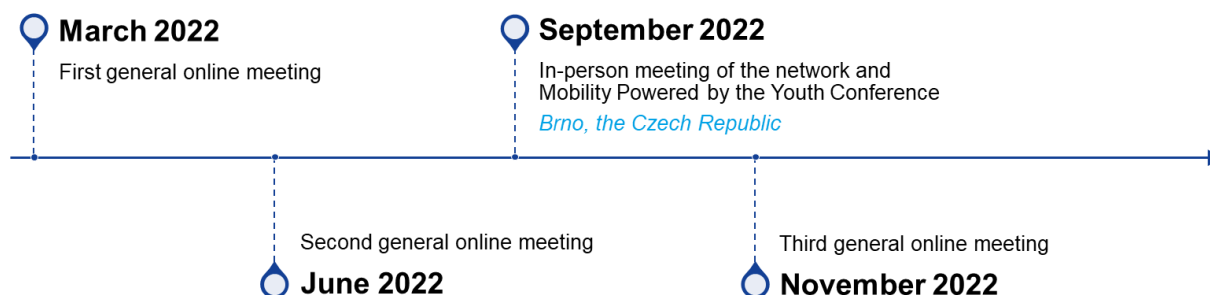 March 2022
First general online meeting
September 2022
In-person meeting of the network and
Mobility Powered by the Youth Conference
Brno, the Czech Republic
Second general online meeting
June 2022
Third general online meeting
November 2022